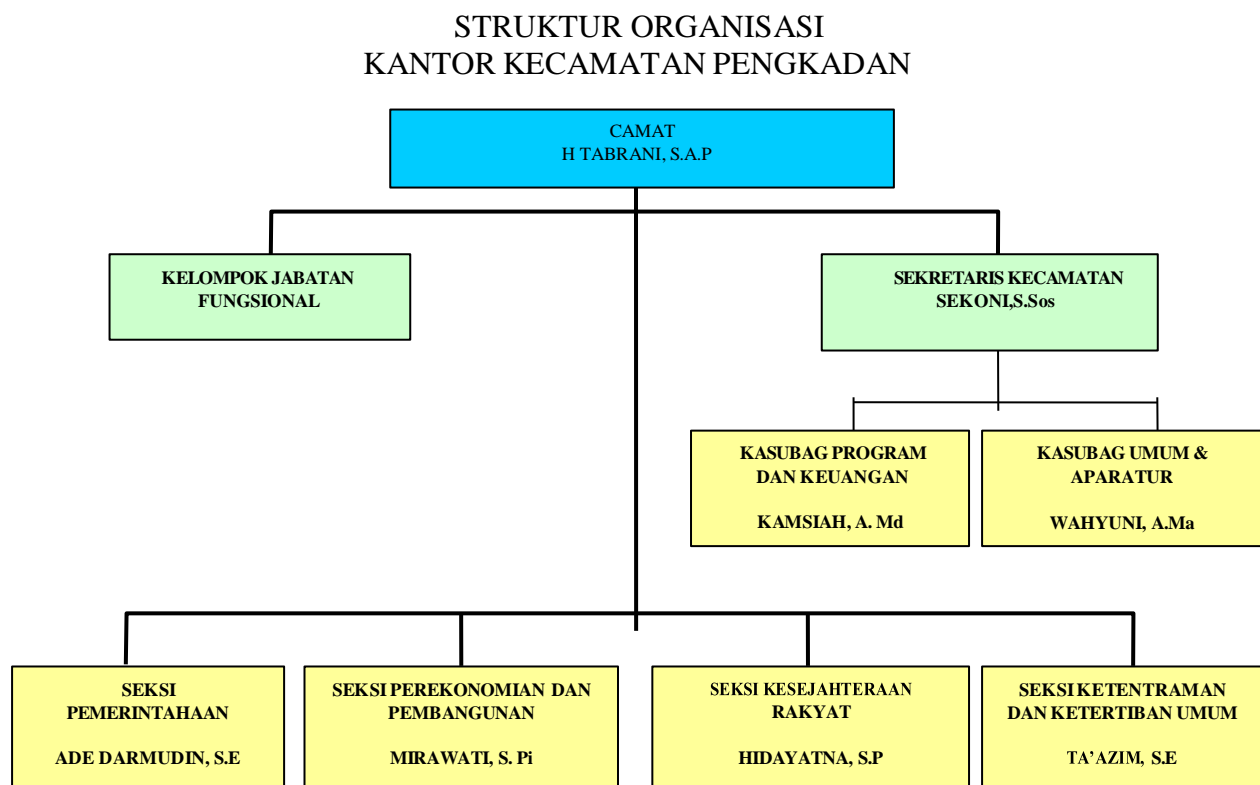 STRUKTUR ORGANISASI
KANTOR KECAMATAN PENGKADAN
CAMAT
H TABRANI, S.A.P
KELOMPOK JABATAN
FUNGSIONAL
SEKRETARIS KECAMATAN
SEKONI,S.Sos
KASUBAG PROGRAM
DAN KEUANGAN
KAMSIAH, A. Md
KASUBAG UMUM &
APARATUR
WAHYUNI, A.Ma
SEKSI
PEMERINTAHAAN
ADE DARMUDIN, S.E
SEKSI PEREKONOMIAN DAN
PEMBANGUNAN
MIRAWATI, S. Pi
SEKSI KESEJAHTERAAN
RAKYAT
HIDAYATNA, S.P
SEKSI KETENTRAMAN
DAN KETERTIBAN UMUM
TA’AZIM, S.E